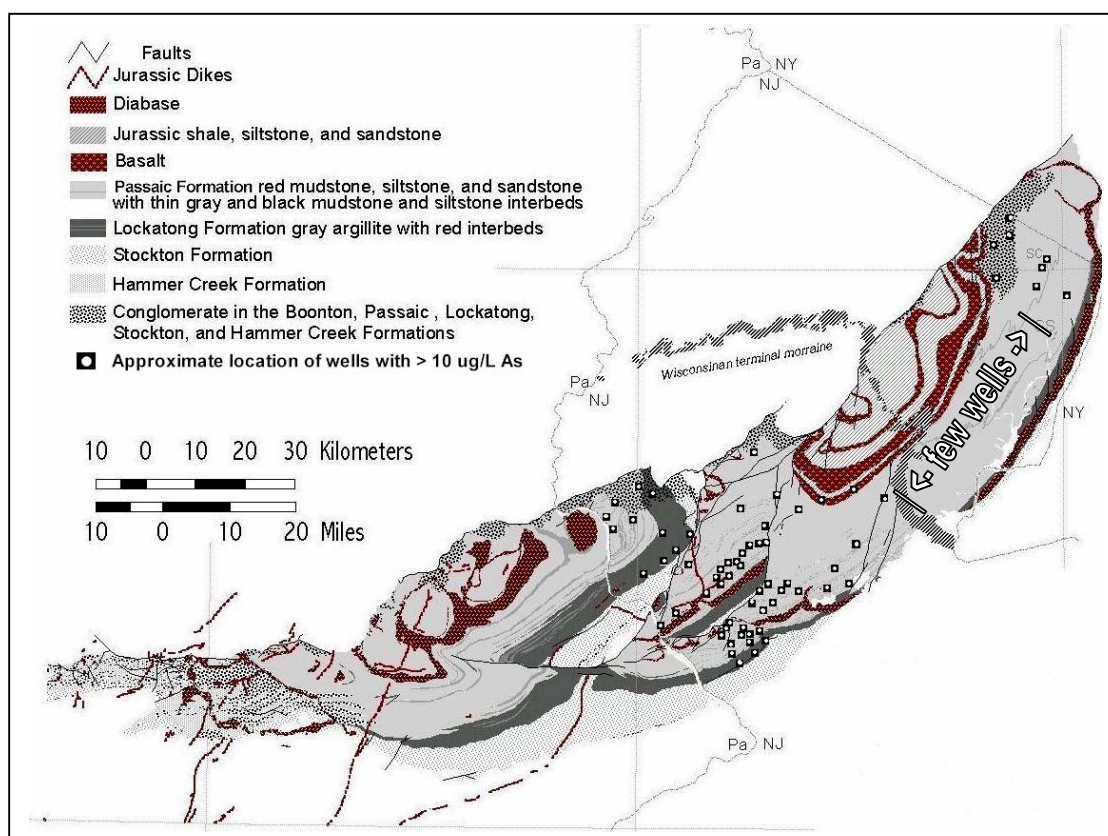 Faults
Jurassic Dikes
Diabase
Jurassic shale, siltstone, and sandstone
Basalt
Passaic Formation red mudstone, siltstone, and sandstone
with thin gray and black mudstone and siltstone interbeds
Lockatong Formation gray argillite with red interbeds
Stockton Formation
Hammer Creek Formation
Conglomerate in the Boonton, Passaic , Lockatong,
Stockton, and Hammer Creek Formations
Approximate location of wells with > 10 ug/L As
10 0 10 20 30 Kilometers
10 0 10 20 Miles
Pa NY
NJ
Wisconsinan terminal morraine
Pa
NJ
|<- few wells ->|
NY
Pa NJ